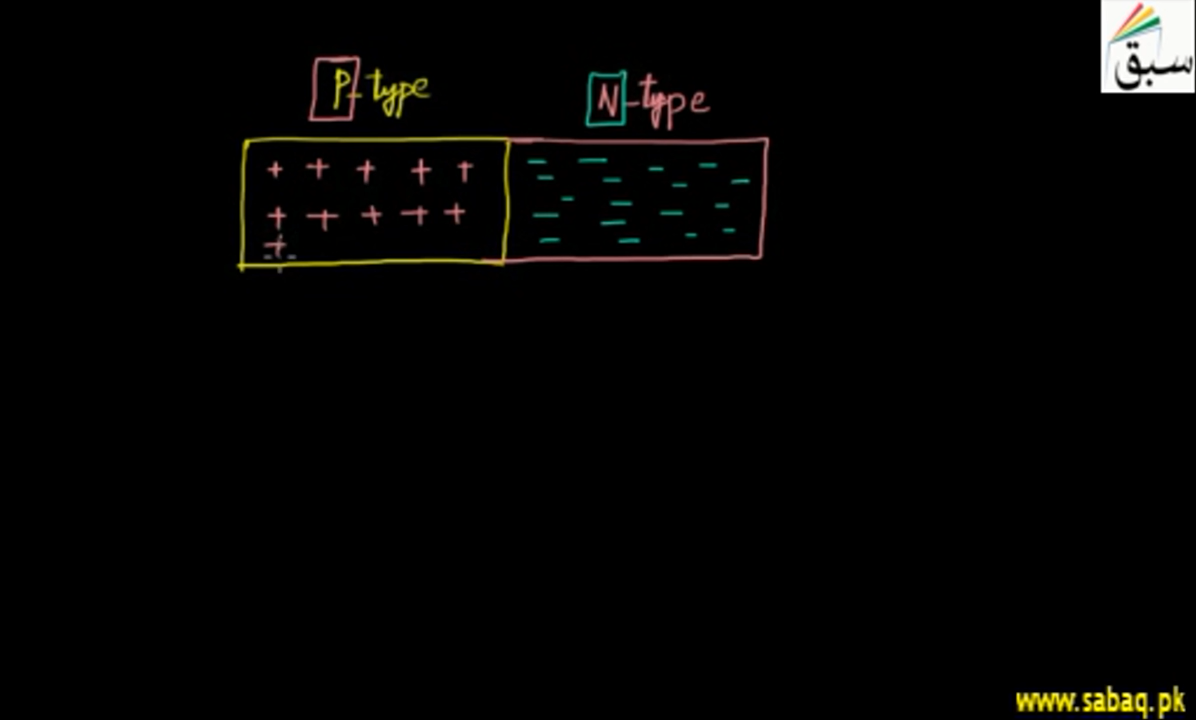 سبق
P-type
N-type
+ + + + +
+ + + + +
+
www.sabaq.pk